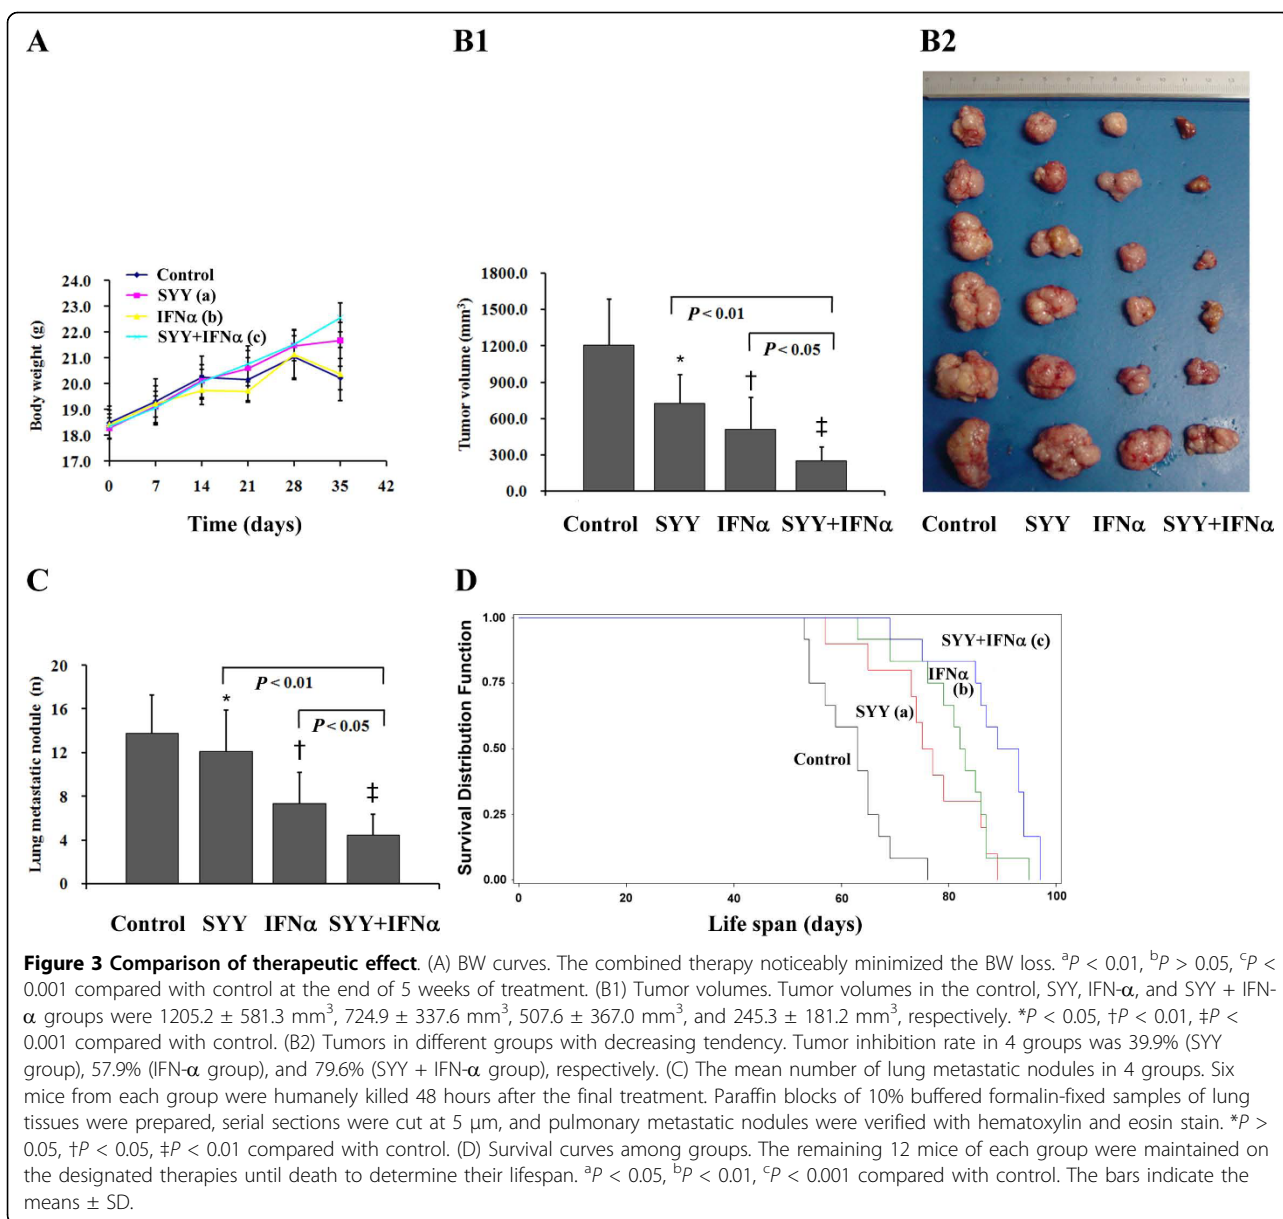 A
B1
B2
Control
SYY (a)
IFNα (b)
SYY+IFNα (c)
24.0
23.0
22.0
21.0
20.0
19.0
18.0
17.0
Body weight (g)
0 7 14 21 28 35 42
Time (days)
1800.0
1500.0
1200.0
900.0
600.0
300.0
0.0
Tumor volume (mm³)
P < 0.01
P < 0.05
*
†
‡
Control SYY IFNα SYY+IFNα
Control SYY IFNα SYY+IFNα
C
D
20
16
12
8
4
0
Lung metastatic nodule (n)
P < 0.01
P < 0.05
*
†
‡
Control SYY IFNα SYY+IFNα
1.00
0.75
0.50
0.25
0.00
Survival Distribution Function
SYY+IFNα (c)
IFNα
(b)
SYY (a)
Control
0 20 40 60 80 100
Life span (days)
Figure 3 Comparison of therapeutic effect. (A) BW curves. The combined therapy noticeably minimized the BW loss. ᵃP < 0.01, ᵇP > 0.05, ᶜP <
0.001 compared with control at the end of 5 weeks of treatment. (B1) Tumor volumes. Tumor volumes in the control, SYY, IFN-α, and SYY + IFN-
α groups were 1205.2 ± 581.3 mm³, 724.9 ± 337.6 mm³, 507.6 ± 367.0 mm³, and 245.3 ± 181.2 mm³, respectively. *P < 0.05, †P < 0.01, ‡P <
0.001 compared with control. (B2) Tumors in different groups with decreasing tendency. Tumor inhibition rate in 4 groups was 39.9% (SYY
group), 57.9% (IFN-α group), and 79.6% (SYY + IFN-α group), respectively. (C) The mean number of lung metastatic nodules in 4 groups. Six
mice from each group were humanely killed 48 hours after the final treatment. Paraffin blocks of 10% buffered formalin-fixed samples of lung
tissues were prepared, serial sections were cut at 5 μm, and pulmonary metastatic nodules were verified with hematoxylin and eosin stain. *P >
0.05, †P < 0.05, ‡P < 0.01 compared with control. (D) Survival curves among groups. The remaining 12 mice of each group were maintained on
the designated therapies until death to determine their lifespan. ᵃP < 0.05, ᵇP < 0.01, ᶜP < 0.001 compared with control. The bars indicate the
means ± SD.